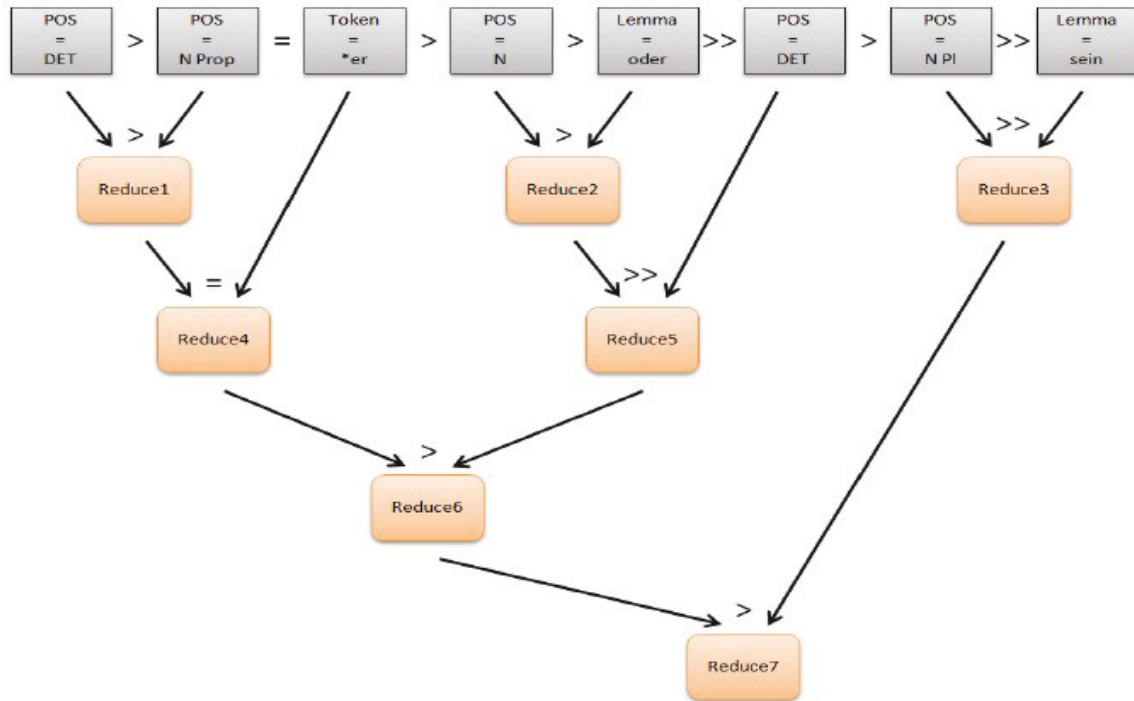 POS = DET > POS = N Prop = Token = *er > POS = N > Lemma = oder >> POS = DET > POS = N Pl >> Lemma = sein
> > >>
Reduce1 Reduce2 Reduce3
= >>
Reduce4 Reduce5
>
Reduce6
>
Reduce7